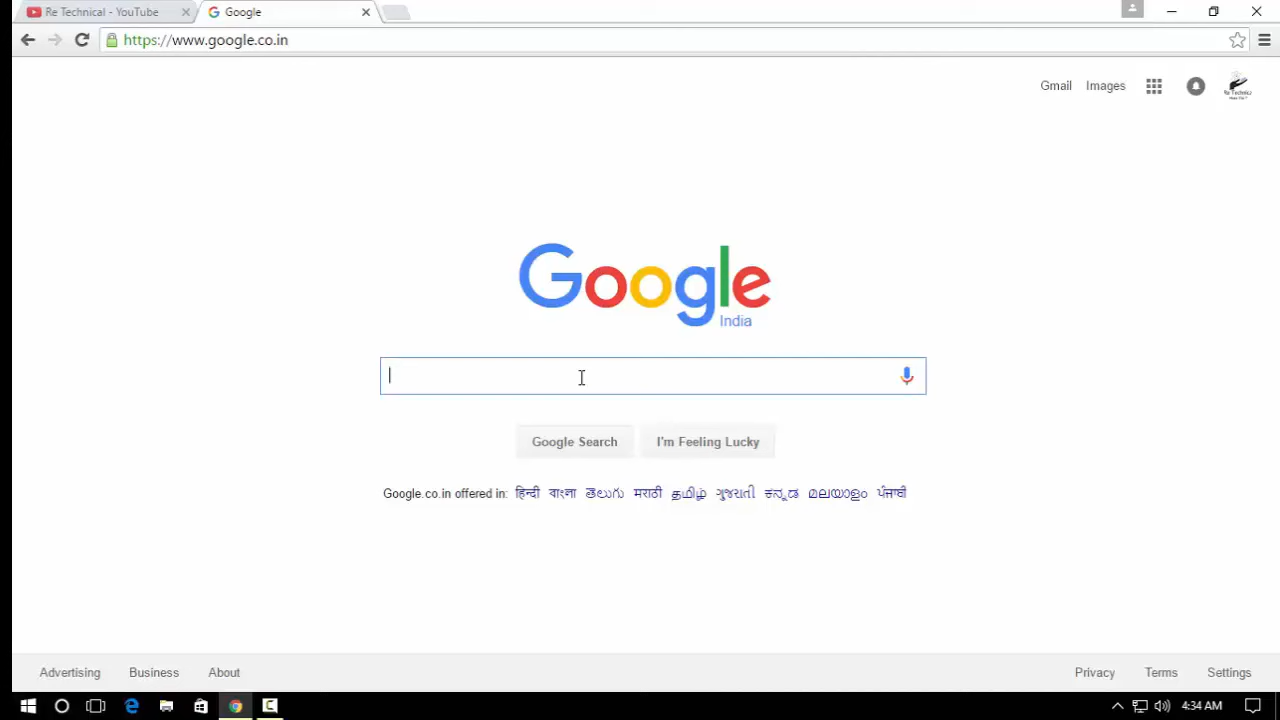 Re Technical - YouTube
Google
https://www.google.co.in
Gmail Images
Google
India
Google Search I'm Feeling Lucky
Google.co.in offered in: हिन्दी বাংলা తెలుగు मराठी தமிழ் ગુજરાતી ಕನ್ನಡ മലയാളം ਪੰਜਾਬੀ
Advertising Business About
Privacy Terms Settings
4:34 AM